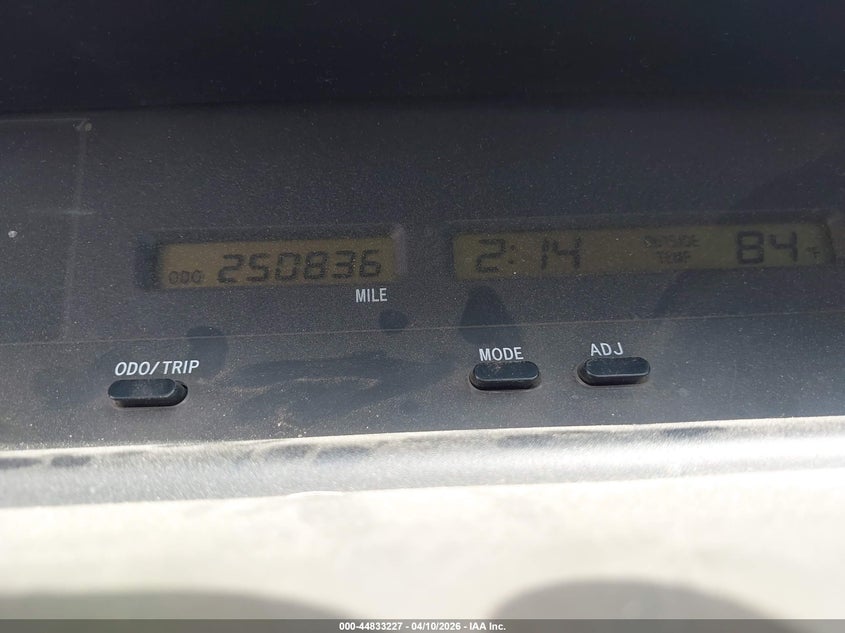 ODO 250836
MILE
2:14 OUTSIDE TEMP 84 °F
ODO/TRIP
MODE
ADJ
000-44833227 - 04/10/2026 - IAA Inc.